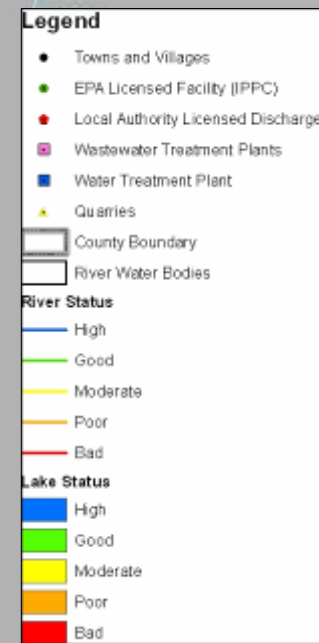 Legend
Towns and Villages
EPA Licensed Facility (IPPC)
Local Authority Licensed Discharge
Wastewater Treatment Plants
Water Treatment Plant
Quarries
County Boundary
River Water Bodies
River Status
High
Good
Moderate
Poor
Bad
Lake Status
High
Good
Moderate
Poor
Bad